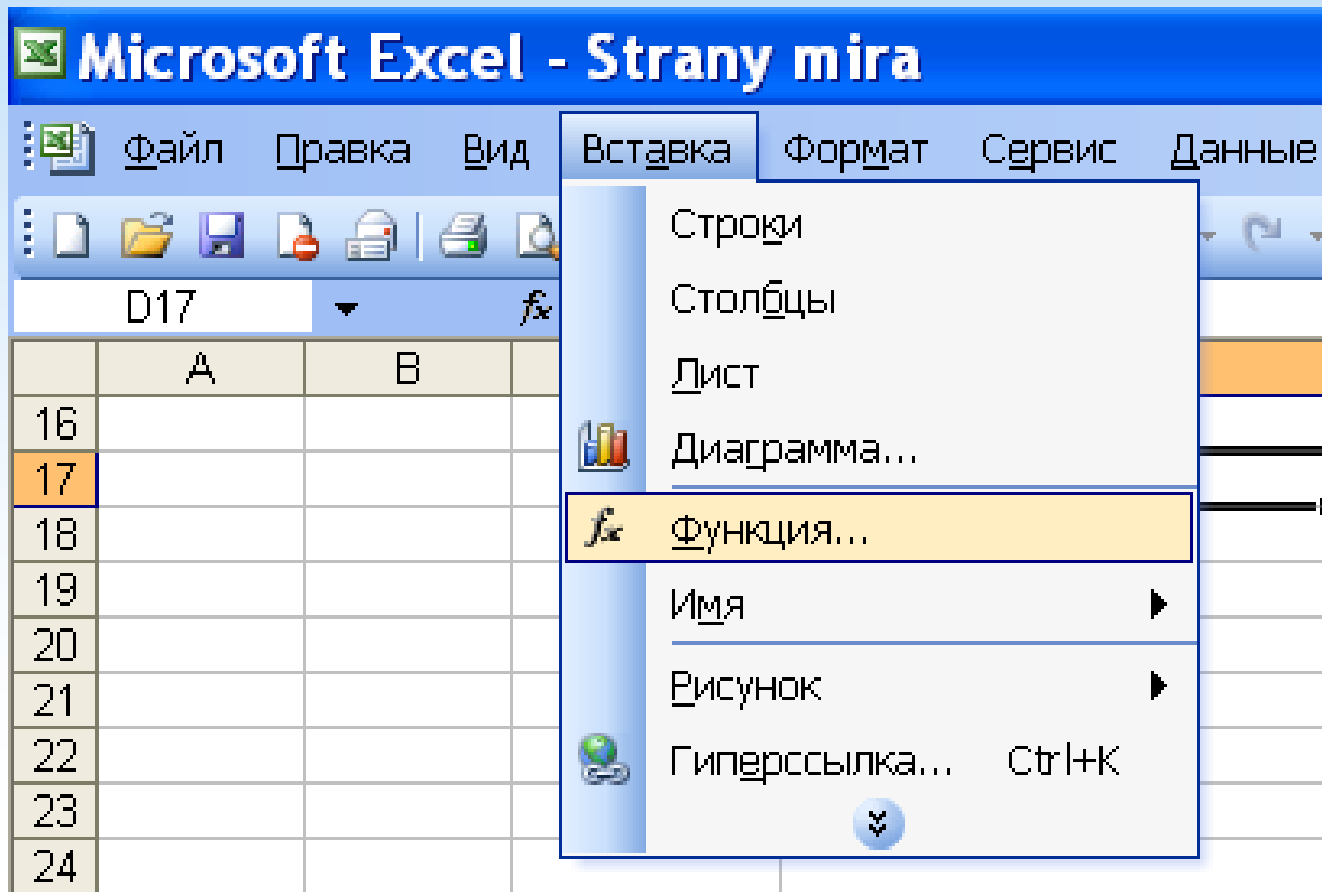 Microsoft Excel - Strany mira
Файл Правка Вид Вставка Формат Сервис Данные
Строки
Столбцы
Лист
Диаграмма...
Функция...
Имя
Рисунок
Гиперссылка... Ctrl+K
D17 fx
A B
16
17
18
19
20
21
22
23
24